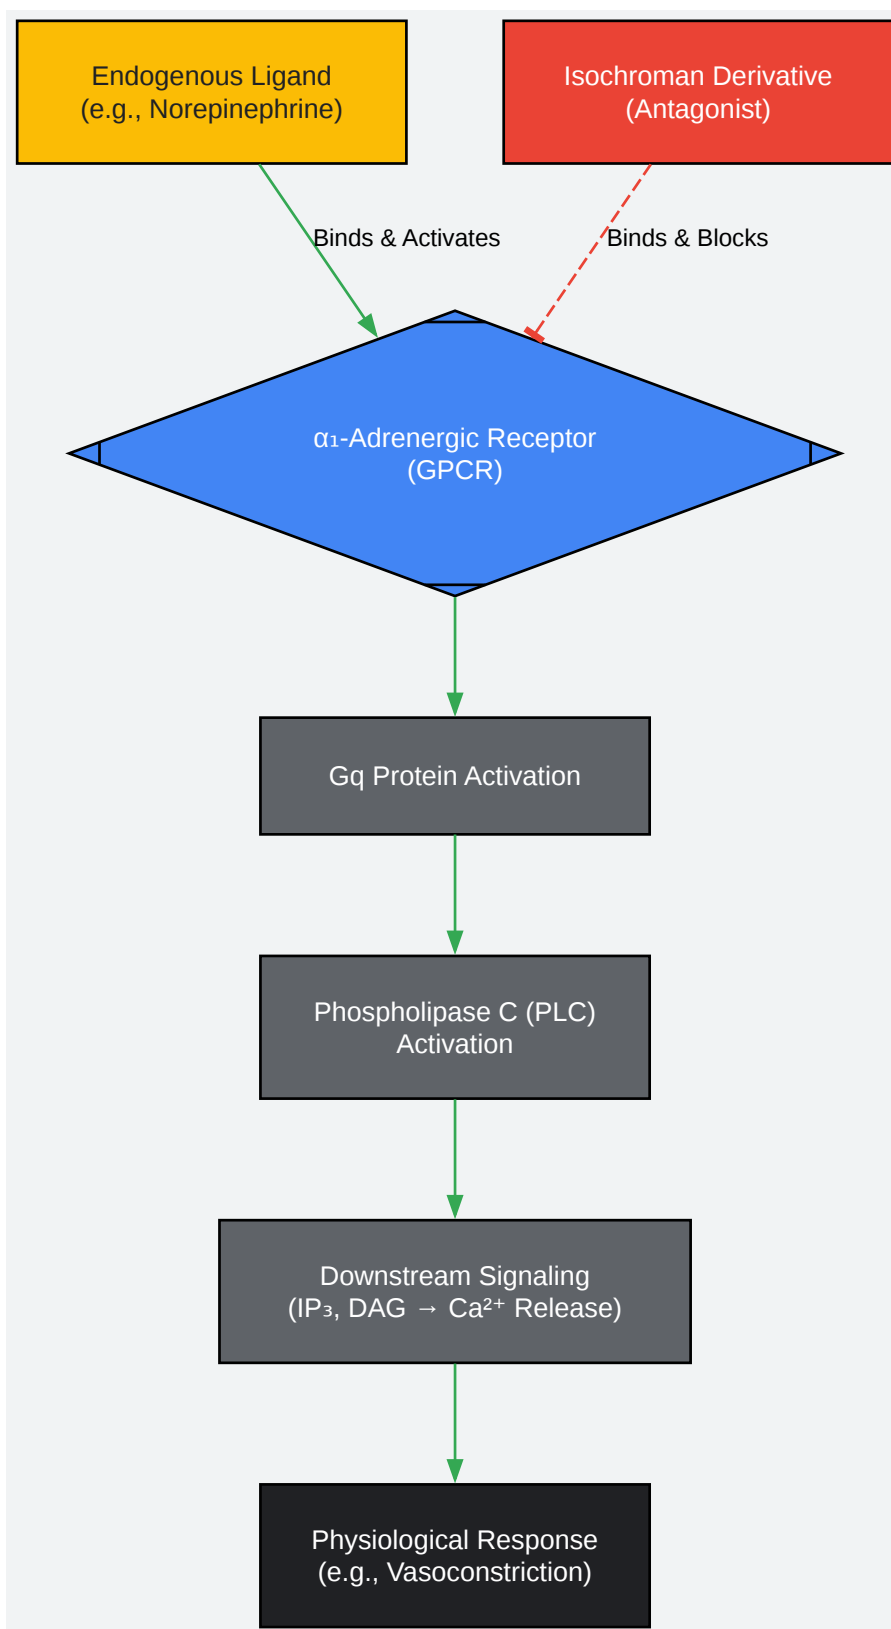 Endogenous Ligand
(e.g., Norepinephrine)
Isochroman Derivative
(Antagonist)
Binds & Activates
Binds & Blocks
α₁-Adrenergic Receptor
(GPCR)
Gq Protein Activation
Phospholipase C (PLC)
Activation
Downstream Signaling
(IP₃, DAG → Ca²⁺ Release)
Physiological Response
(e.g., Vasoconstriction)